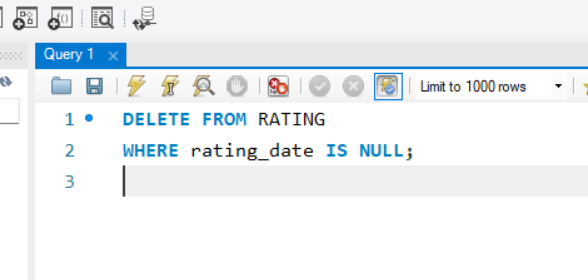 Query 1
Limit to 1000 rows
1 DELETE FROM RATING
2 WHERE rating_date IS NULL;
3